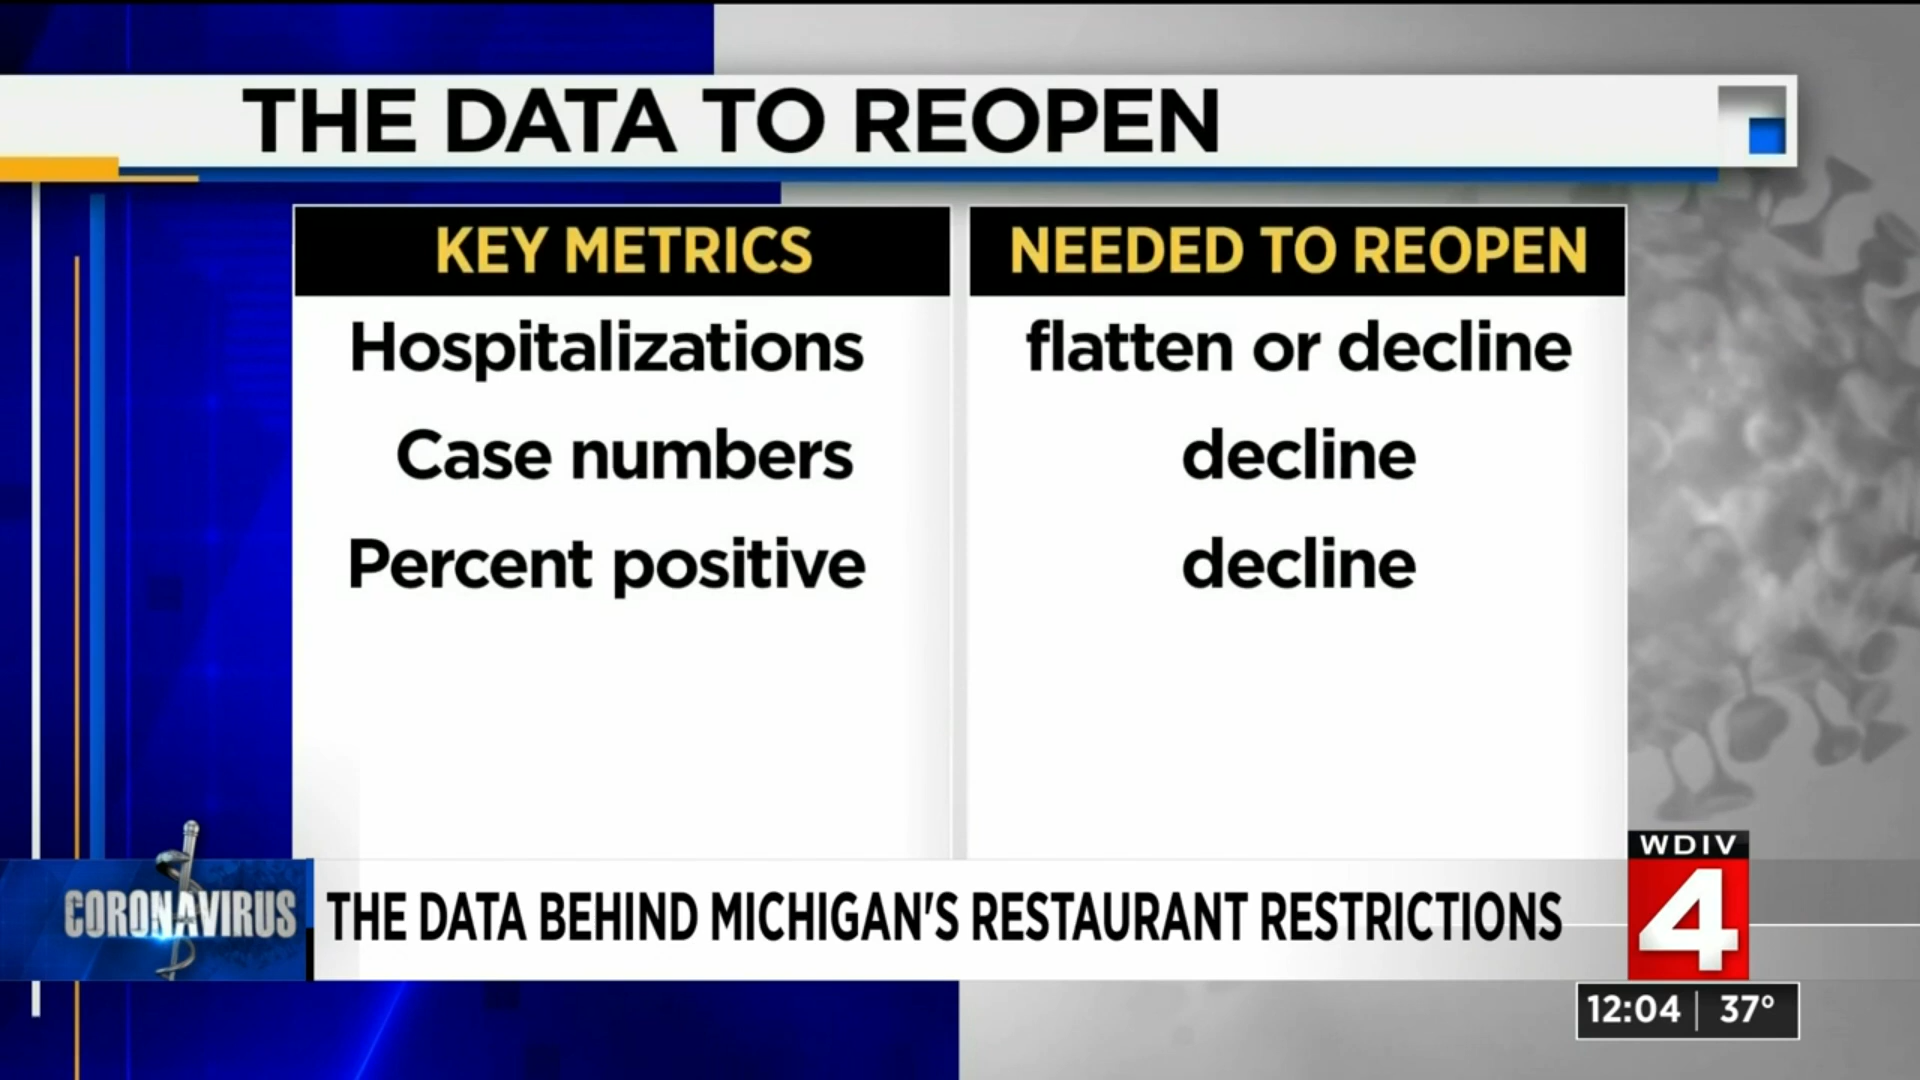 THE DATA TO REOPEN
KEY METRICS
NEEDED TO REOPEN
Hospitalizations
flatten or decline
Case numbers
decline
Percent positive
decline
CORONAVIRUS
THE DATA BEHIND MICHIGAN'S RESTAURANT RESTRICTIONS
WDIV
4
12:04
37°